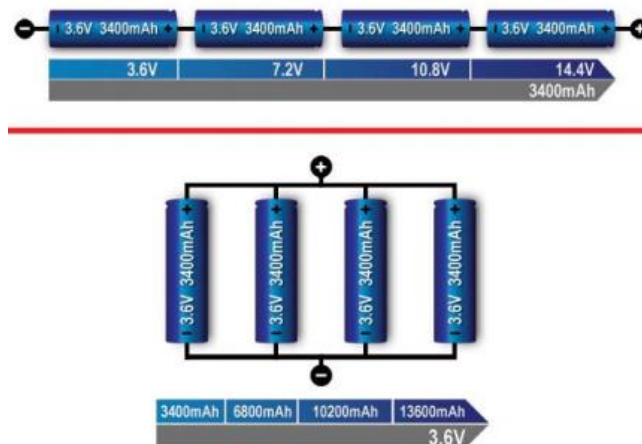 − − 3.6V 3400mAh + − 3.6V 3400mAh + − 3.6V 3400mAh + − 3.6V 3400mAh + +
3.6V 7.2V 10.8V 14.4V
3400mAh
+
+ + + +
3.6V 3400mAh 3.6V 3400mAh 3.6V 3400mAh 3.6V 3400mAh
− − − −
−
3400mAh 6800mAh 10200mAh 13600mAh
3.6V